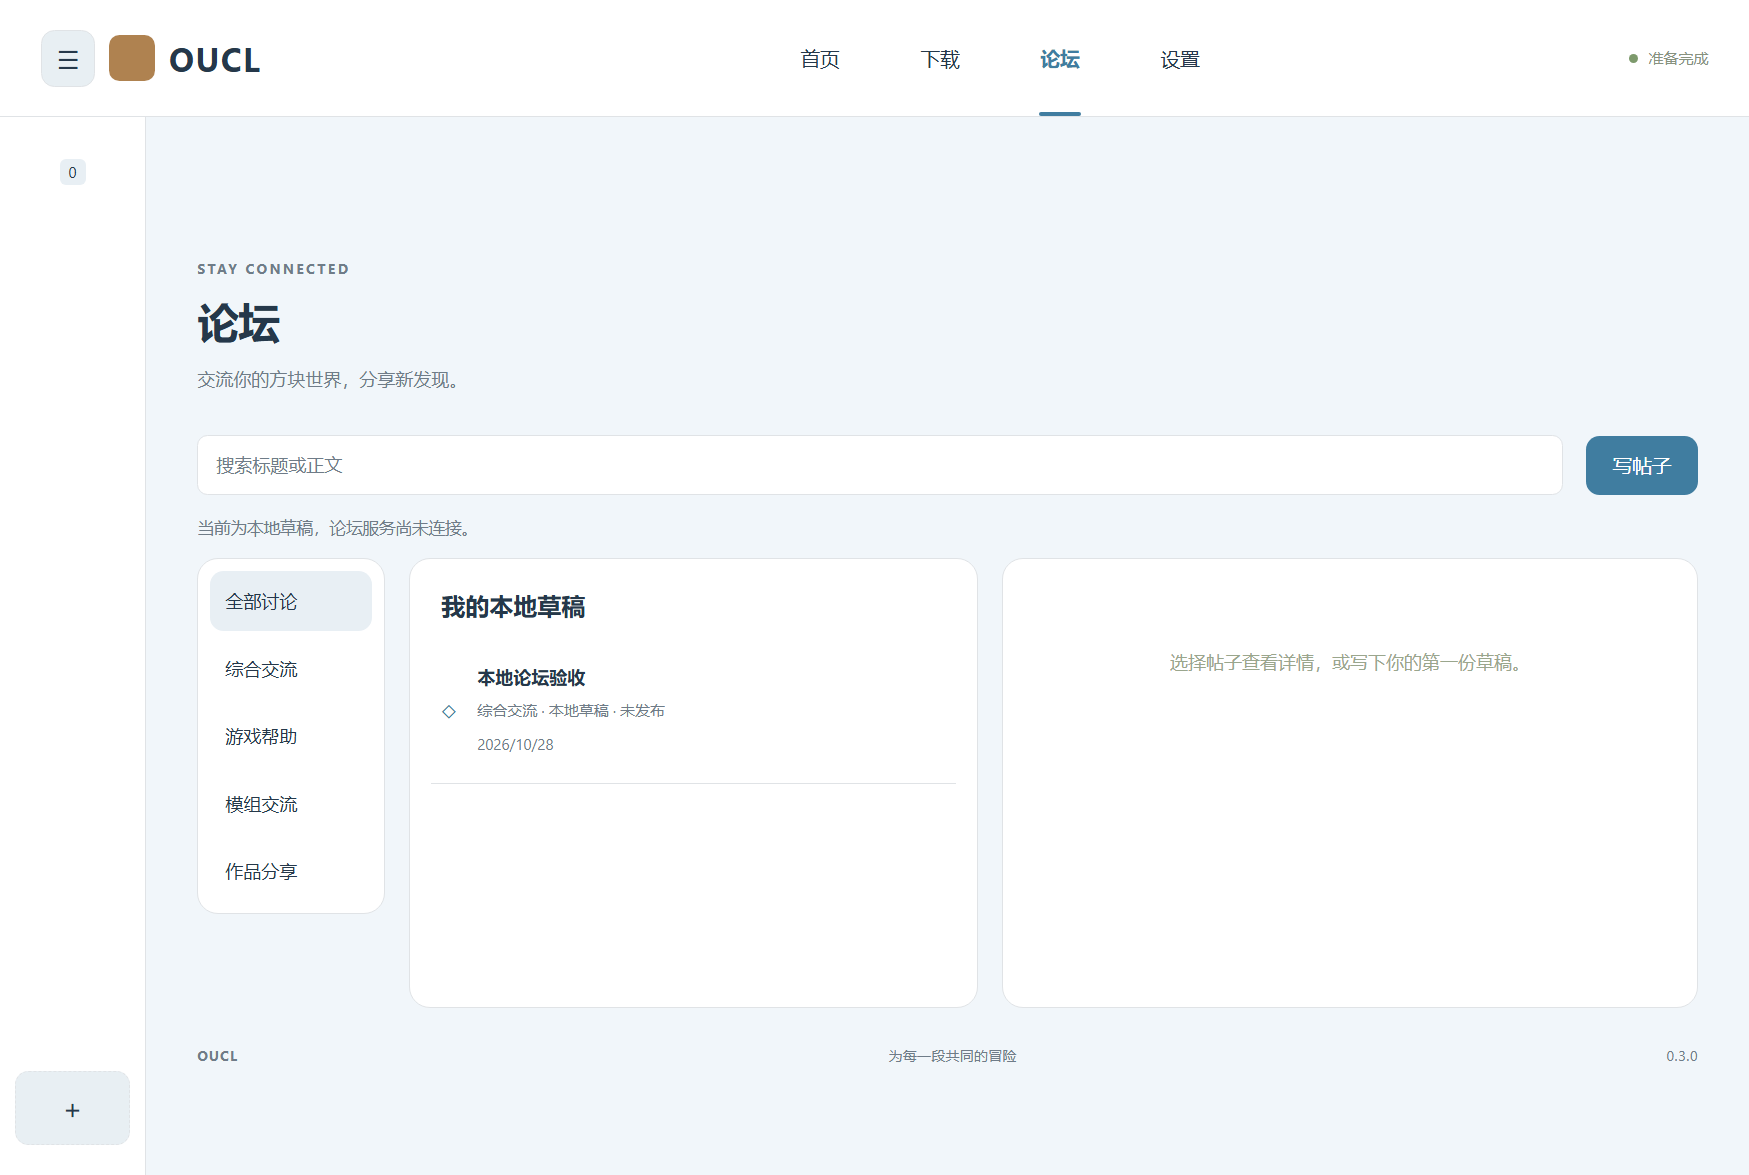 ☰ OUCL 首页 下载 论坛 设置 准备完成
0
STAY CONNECTED
论坛
交流你的方块世界，分享新发现。
搜索标题或正文 写帖子
当前为本地草稿，论坛服务尚未连接。
全部讨论
综合交流
游戏帮助
模组交流
作品分享
我的本地草稿
本地论坛验收
综合交流 · 本地草稿 · 未发布
2026/10/28
选择帖子查看详情，或写下你的第一份草稿。
+
OUCL 为每一段共同的冒险 0.3.0